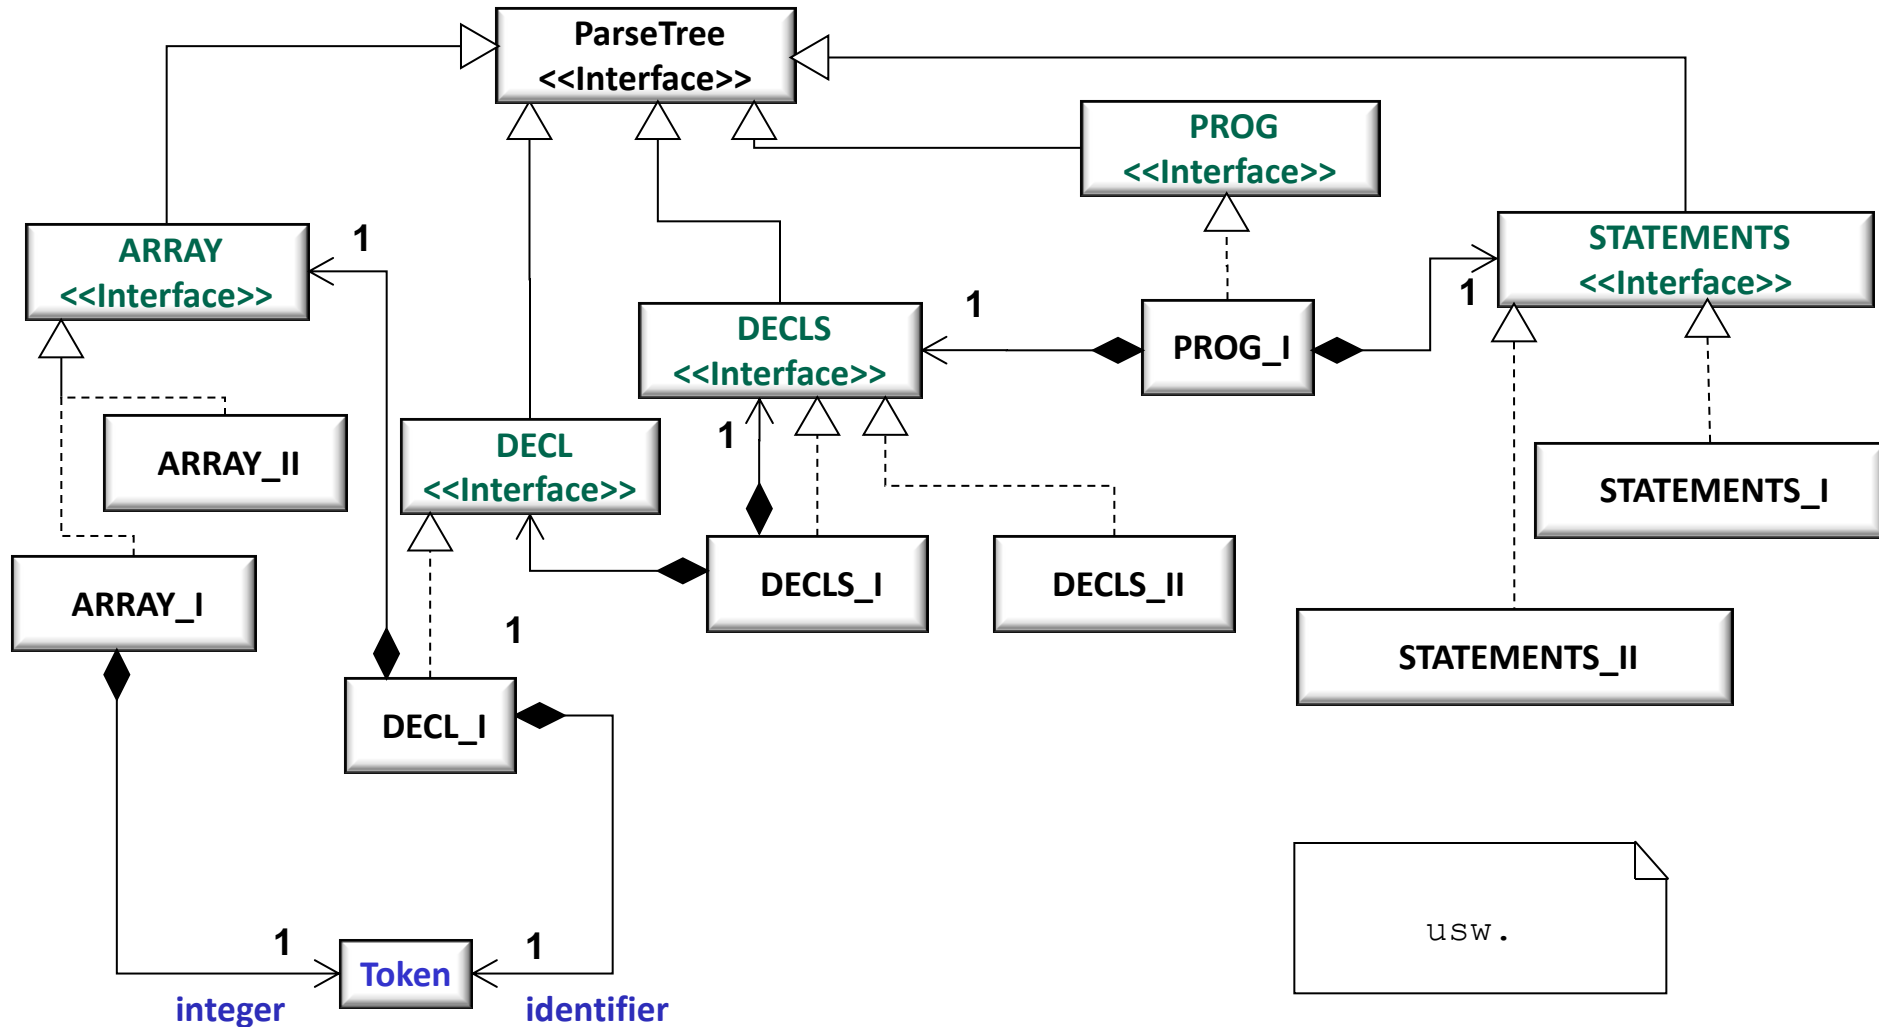 ParseTree
<<Interface>>
PROG
<<Interface>>
ARRAY
<<Interface>>
1
STATEMENTS
<<Interface>>
1
DECLS
<<Interface>>
1
PROG_I
DECL
<<Interface>>
1
ARRAY_II
STATEMENTS_I
ARRAY_I
DECLS_I
DECLS_II
1
STATEMENTS_II
DECL_I
usw.
1
Token
1
integer
identifier